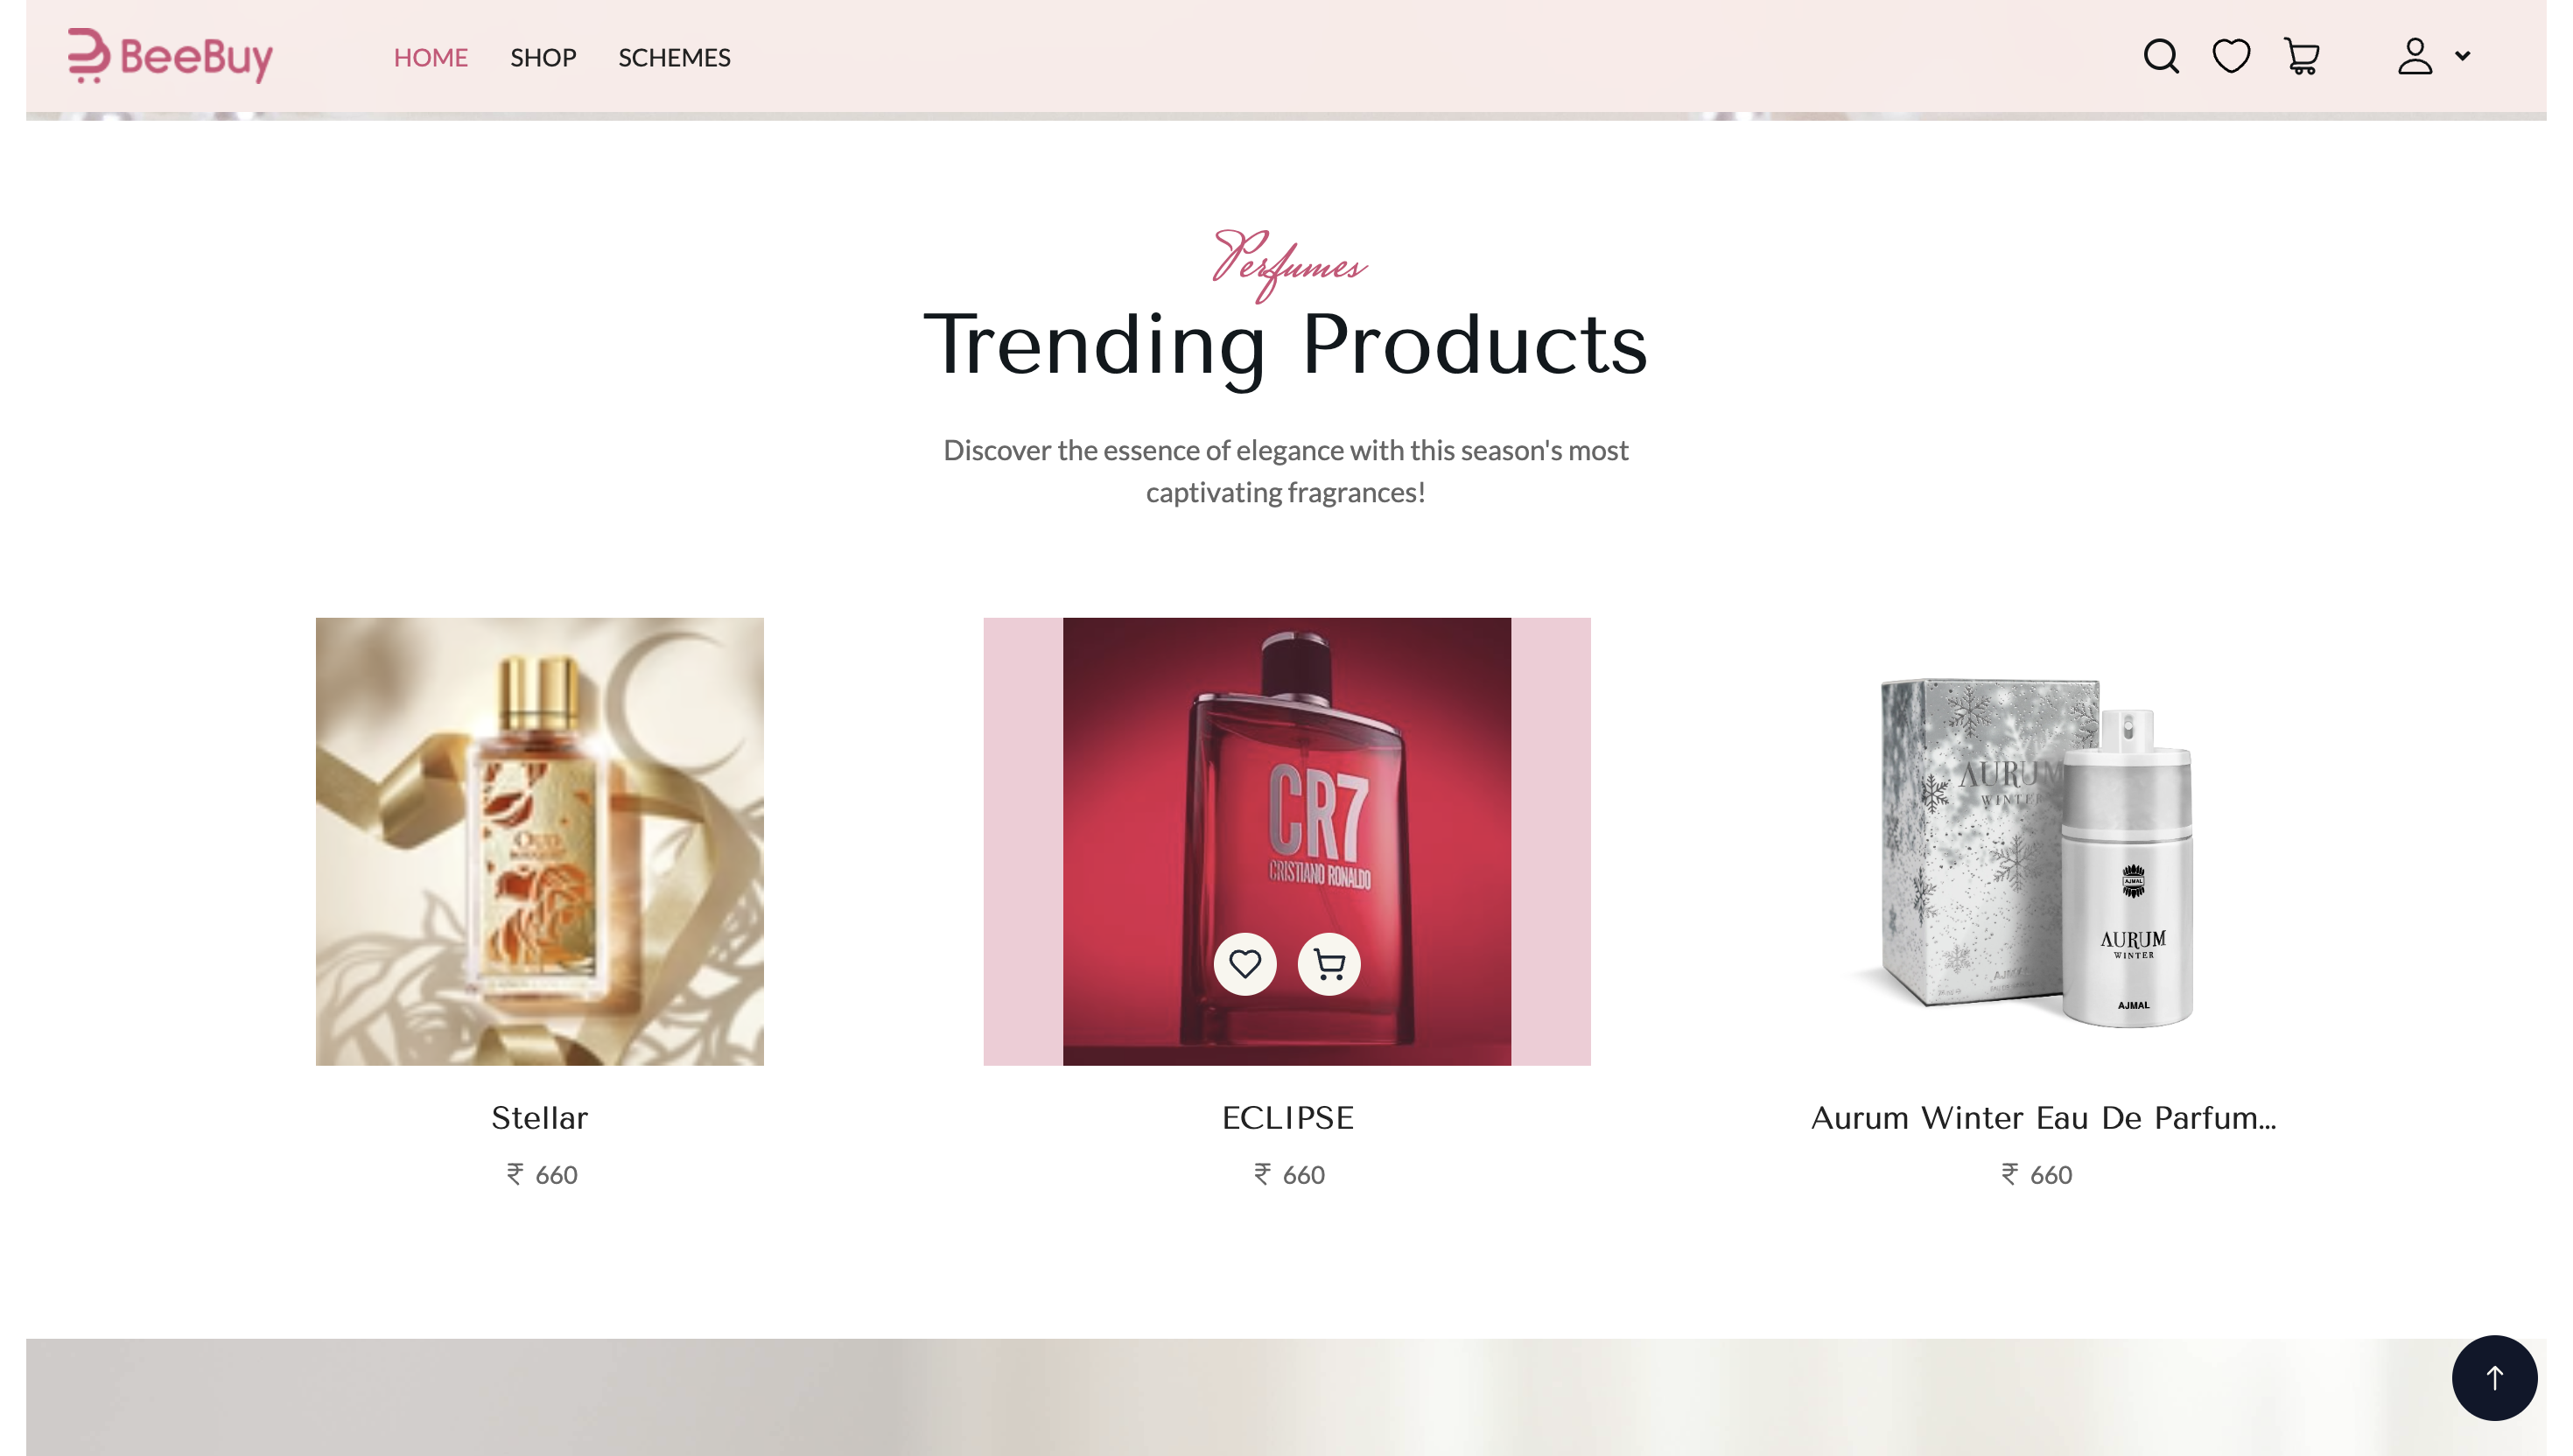 BeeBuy
HOME SHOP SCHEMES
Perfumes
Trending Products
Discover the essence of elegance with this season's most
captivating fragrances!
OUD
CR7
CRISTIANO RONALDO
AURUM
WINTER
AJMAL
AURUM
WINTER
AJMAL
Stellar
ECLIPSE
Aurum Winter Eau De Parfum...
₹ 660
₹ 660
₹ 660